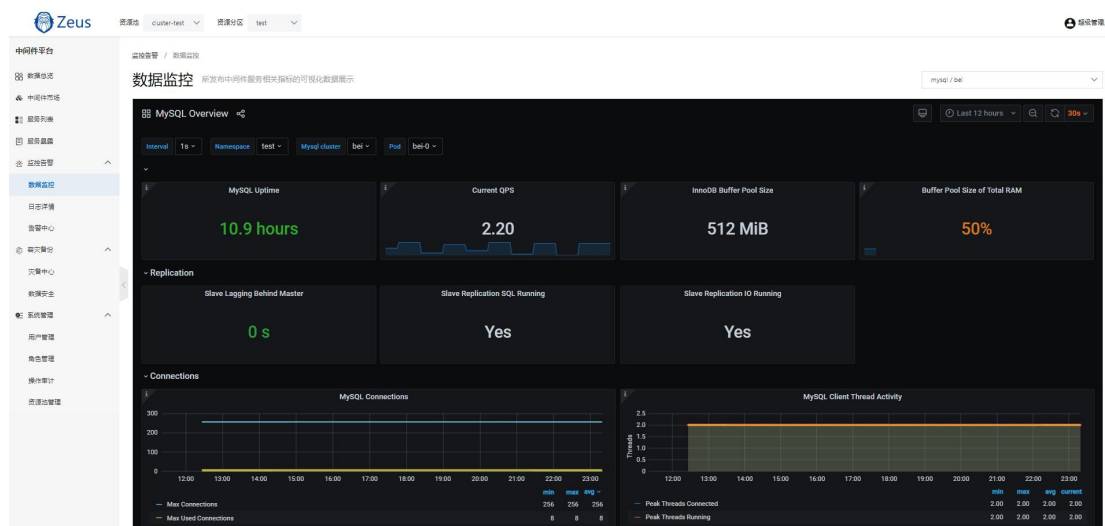 Zeus
资源池 cluster-test 资源分区 test
超级管理
中间件平台
数据总览
中间件市场
服务列表
服务暴露
监控告警
数据监控
日志详情
告警中心
容灾备份
灾备中心
数据安全
系统管理
用户管理
角色管理
操作审计
资源池管理
监控告警 / 数据监控
数据监控 所发布中间件服务相关指标的可视化数据展示
mysql / bei
MySQL Overview
Last 12 hours 30s
Interval 1s Namespace test Mysql cluster bei Pod bei-0
MySQL Uptime
10.9 hours
Current QPS
2.20
InnoDB Buffer Pool Size
512 MiB
Buffer Pool Size of Total RAM
50%
Replication
Slave Lagging Behind Master
0 s
Slave Replication SQL Running
Yes
Slave Replication IO Running
Yes
Connections
MySQL Connections
300
200
100
0
12:00 13:00 14:00 15:00 16:00 17:00 18:00 19:00 20:00 21:00 22:00 23:00
min max avg
Max Connections 256 256 256
Max Used Connections 8 8 8
MySQL Client Thread Activity
Threads
2.5
2.0
1.5
1.0
0.5
0
12:00 13:00 14:00 15:00 16:00 17:00 18:00 19:00 20:00 21:00 22:00 23:00
min max avg current
Peak Threads Connected 2.00 2.00 2.00 2.00
Peak Threads Running 2.00 2.00 2.00 2.00